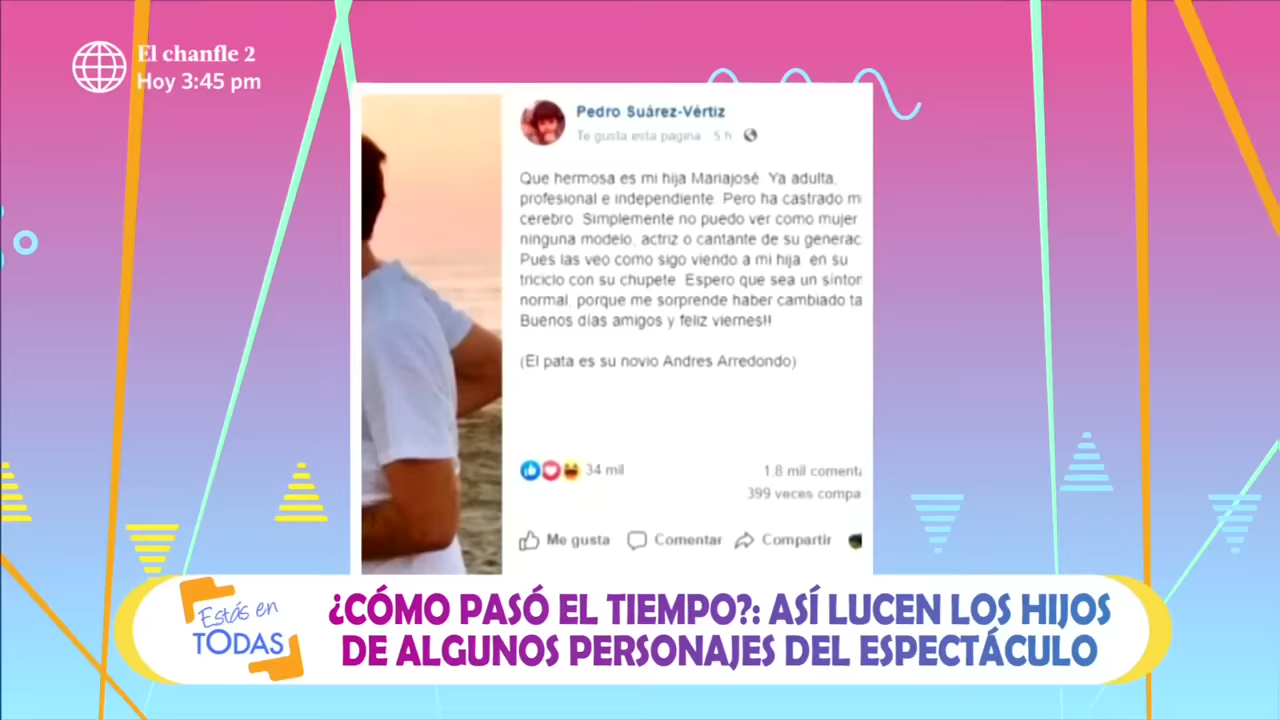 El chanfle 2
Hoy 3:45 pm
Pedro Suárez-Vértiz
Te gusta esta página 5 h
Que hermosa es mi hija Mariajosé. Ya adulta,
profesional e independiente. Pero ha castrado m
cerebro. Simplemente no puedo ver como mujer
ninguna modelo, actriz o cantante de su generac
Pues las veo como sigo viendo a mi hija, en su
triciclo con su chupete. Espero que sea un síntom
normal, porque me sorprende haber cambiado ta
Buenos días amigos y feliz viernes!!
(El pata es su novio Andres Arredondo)
34 mil
1.8 mil comenta
399 veces compa
Me gusta Comentar Compartir
Estás en
TODAS
¿CÓMO PASÓ EL TIEMPO?: ASÍ LUCEN LOS HIJOS
DE ALGUNOS PERSONAJES DEL ESPECTÁCULO